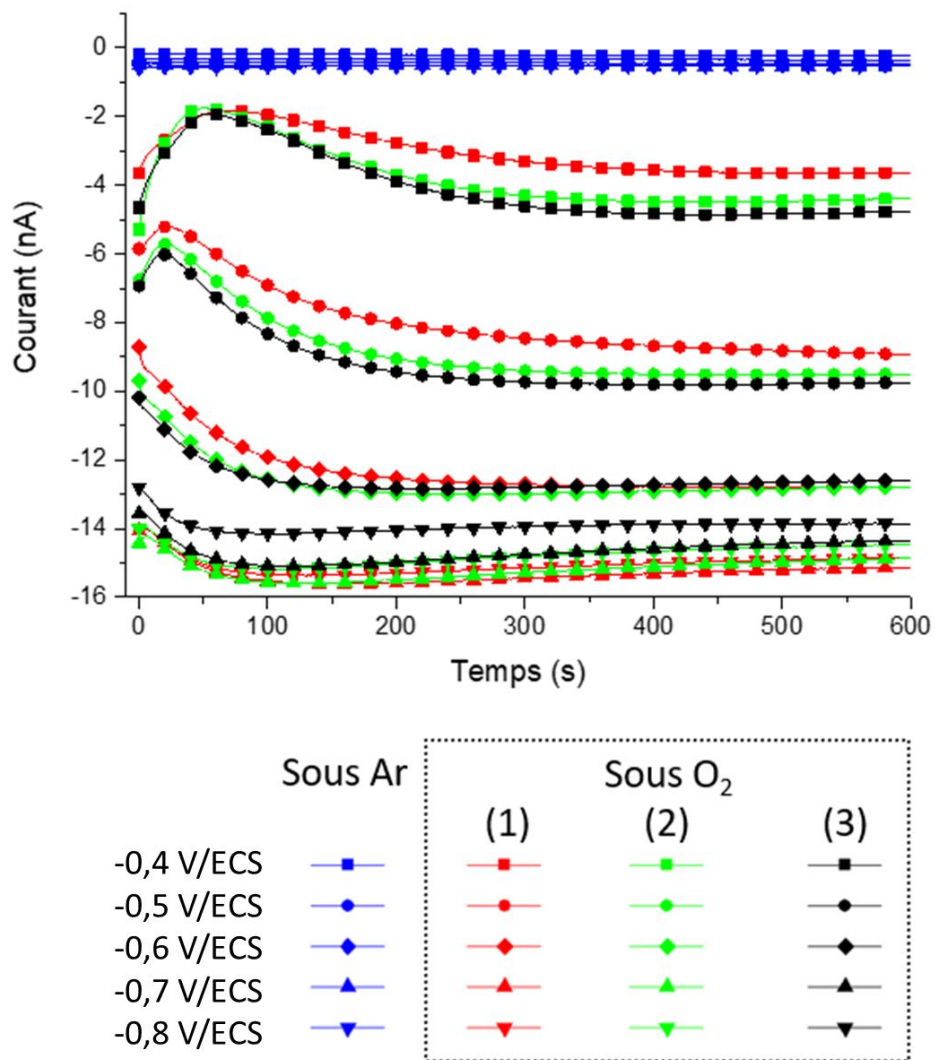 0
-2
-4
-6
-8
-10
-12
-14
-16
Courant (nA)
0 100 200 300 400 500 600
Temps (s)
Sous Ar Sous O₂
(1) (2) (3)
-0,4 V/ECS
-0,5 V/ECS
-0,6 V/ECS
-0,7 V/ECS
-0,8 V/ECS